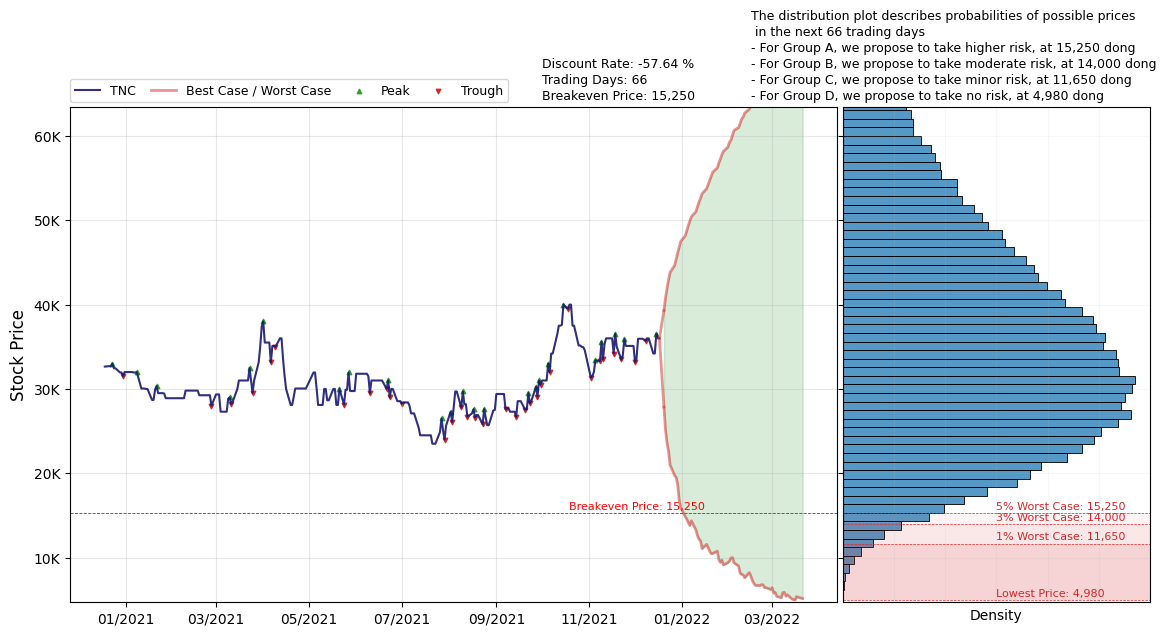 The distribution plot describes probabilities of possible prices
in the next 66 trading days
- For Group A, we propose to take higher risk, at 15,250 dong
- For Group B, we propose to take moderate risk, at 14,000 dong
- For Group C, we propose to take minor risk, at 11,650 dong
- For Group D, we propose to take no risk, at 4,980 dong
Discount Rate: -57.64 %
Trading Days: 66
Breakeven Price: 15,250
TNC
Best Case / Worst Case
Peak
Trough
Stock Price
60K
50K
40K
30K
20K
10K
Breakeven Price: 15,250
01/2021
03/2021
05/2021
07/2021
09/2021
11/2021
01/2022
03/2022
5% Worst Case: 15,250
3% Worst Case: 14,000
1% Worst Case: 11,650
Lowest Price: 4,980
Density